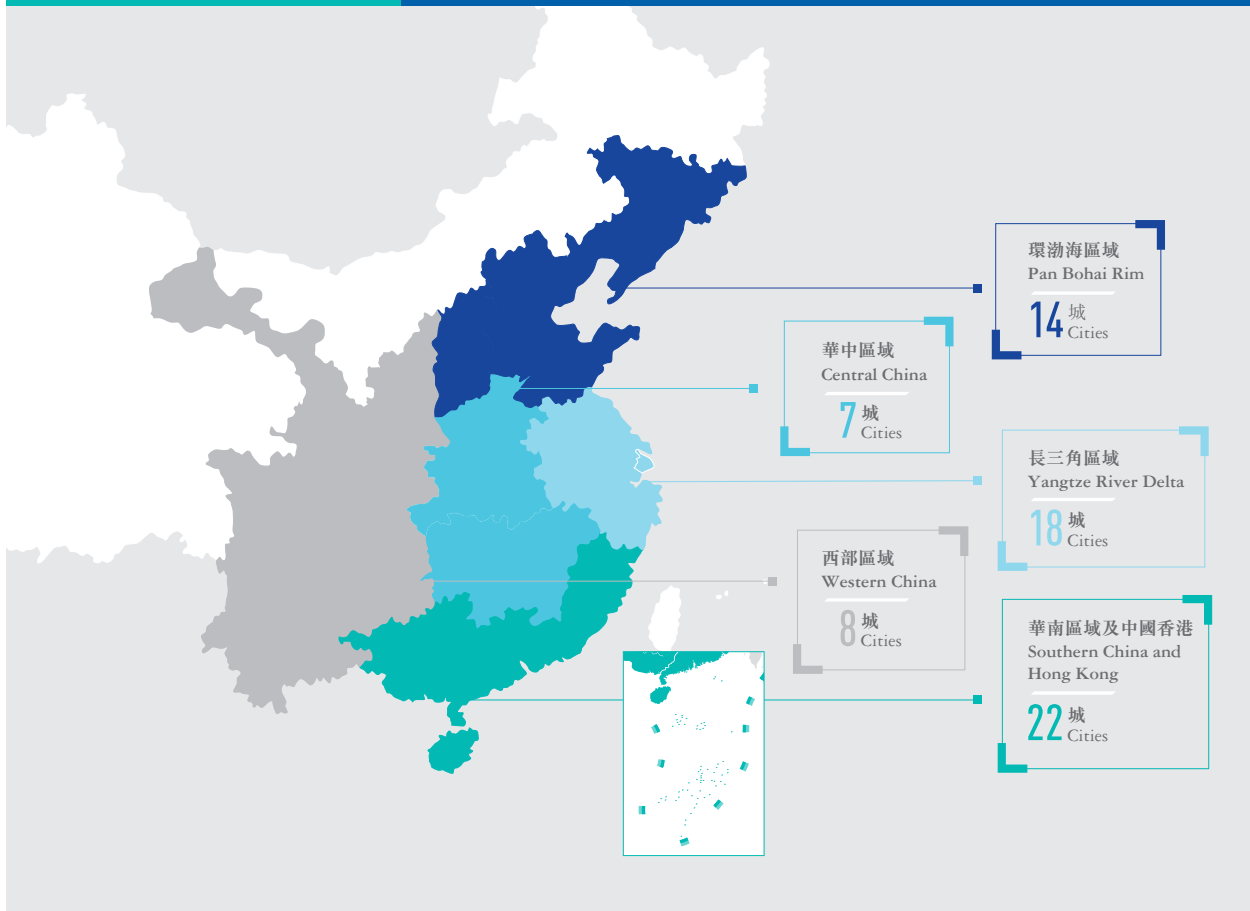 環渤海區域
Pan Bohai Rim
14 城
Cities
華中區域
Central China
7 城
Cities
長三角區域
Yangtze River Delta
18 城
Cities
西部區域
Western China
8 城
Cities
華南區域及中國香港
Southern China and
Hong Kong
22 城
Cities